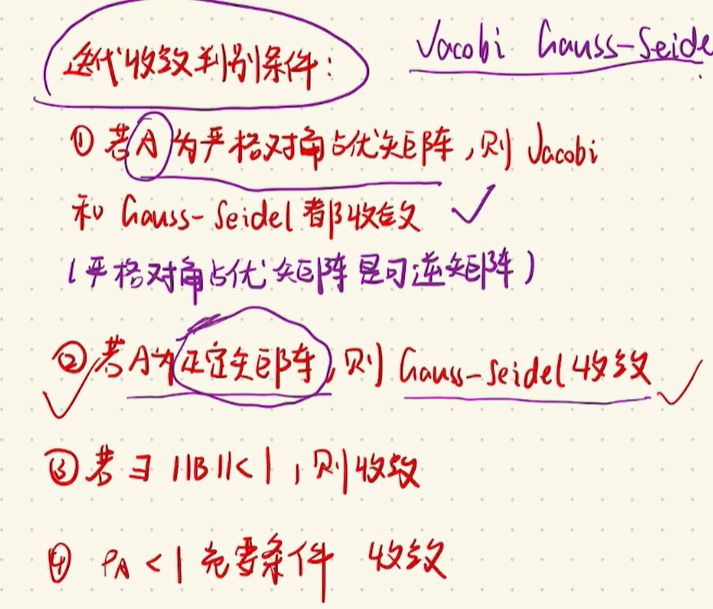 迭代收敛判别条件：
Jacobi Gauss-Seide
① 若A为严格对角占优矩阵，则 Jacobi
和 Gauss-Seidel 都收敛 ✓
（严格对角占优矩阵是可逆矩阵）
② 若A为正定矩阵，则 Gauss-Seidel 收敛 ✓
③ 若∃ ||B||<1，则收敛
④ ρA <1 充要条件 收敛